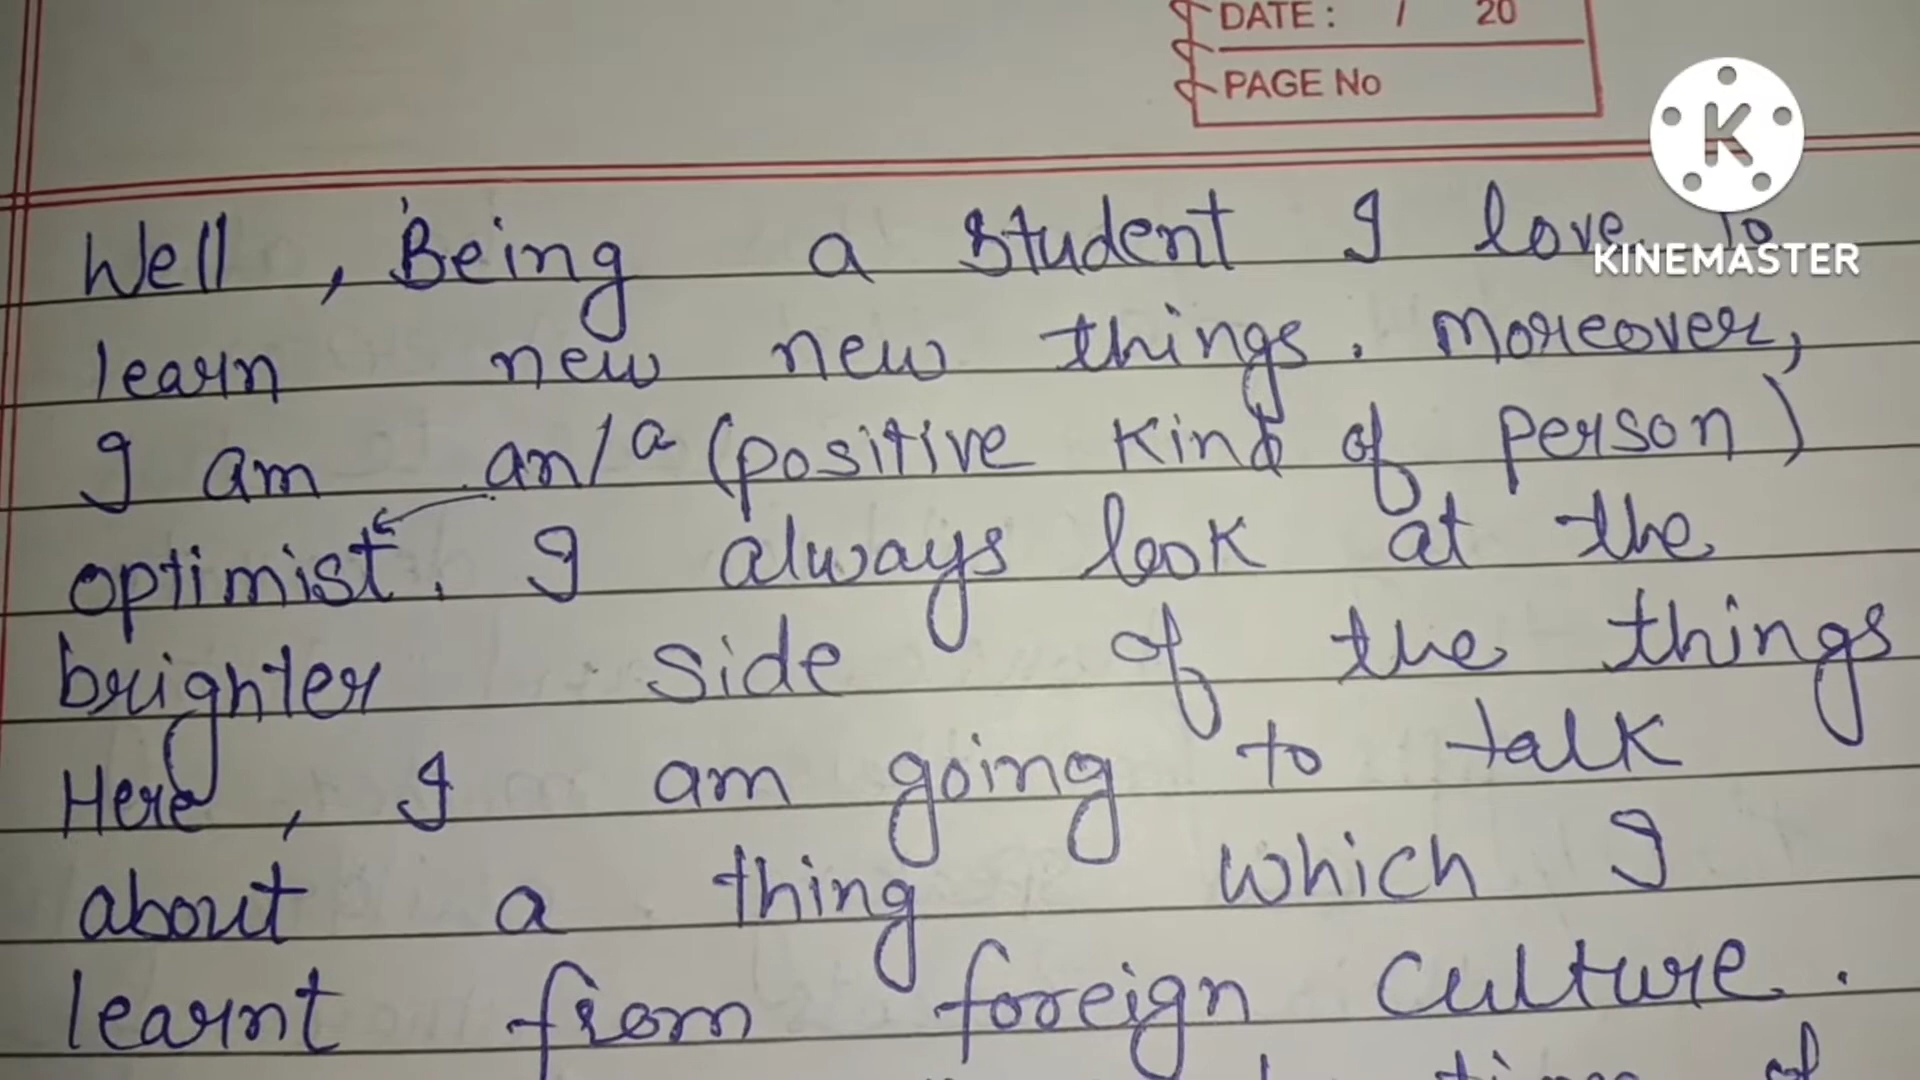 DATE : / 20
PAGE No
K
KINEMASTER
Well , Being a student I love to
learn new new things. Moreover,
I am an/a (positive kind of person)
optimist. I always look at the
brighter side of the things
Here, I am going to talk
about a thing which I
learnt from foreign culture.
of